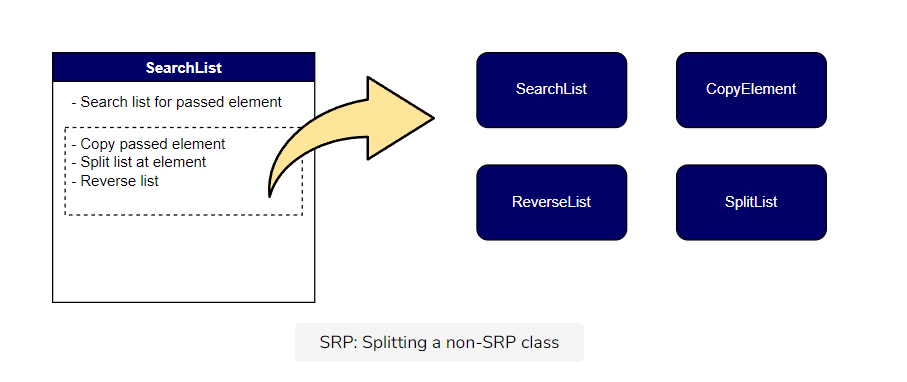 SearchList
- Search list for passed element
- Copy passed element
- Split list at element
- Reverse list
SearchList
CopyElement
ReverseList
SplitList
SRP: Splitting a non-SRP class